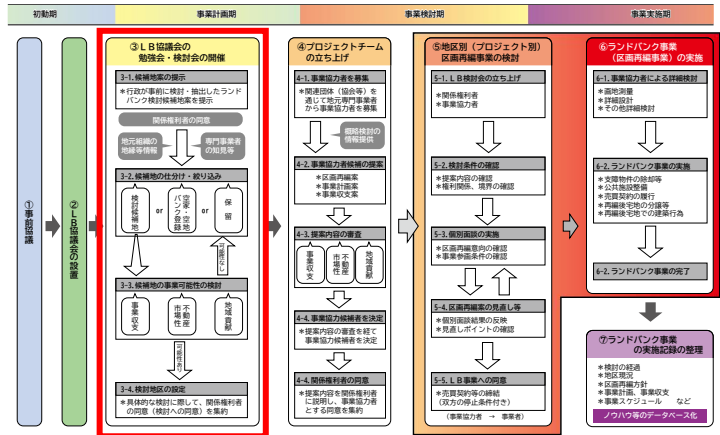 初動期
事業計画期
事業検討期
事業実施期
①事前協議
②LB協議会の設置
③LB協議会の
勉強会・検討会の開催
3-1.候補地案の提示
＊行政が事前に検討・抽出したランド
バンク検討候補地案を提示
関係権利者の同意
地元組織の
地縁等情報
専門事業者
の知見等
3-2.候補地の仕分け・絞り込み
検討候補地
or
空家・空地
バンク登録
or
保留
可能性なし
3-3.候補地の事業可能性の検討
事業収支
不動産
市場性
地域貢献
可能性あり
3-4.検討地区の設定
＊具体的な検討に際して、関係権利者
の同意（検討への同意）を集約
④プロジェクトチーム
の立ち上げ
4-1.事業協力者を募集
＊関連団体（協会等）を
通じて地元専門事業者
から事業協力者を募集
概略検討の
情報提供
4-2.事業協力者候補の提案
＊区画再編案
＊事業計画案
＊事業収支案
4-3.提案内容の審査
事業収支
不動産
市場性
地域貢献
4-4.事業協力候補者を決定
＊提案内容の審査を経て
事業協力候補者を決定
4-4.関係権利者の同意
＊提案内容を関係権利者
に説明し、事業協力者
とする同意を集約
⑤地区別（プロジェクト別）
区画再編事業の検討
5-1.LB検討会の立ち上げ
＊関係権利者
＊事業協力者
5-2.検討条件の確認
＊提案内容の確認
＊権利関係、境界の確認
5-3.個別面談の実施
＊区画再編意向の確認
＊事業参画条件の確認
5-4.区画再編案の見直し等
＊個別面談結果の反映
＊見直しポイントの確認
5-5.LB事業への同意
＊売買契約等の締結
（双方の停止条件付き）
（事業協力者　→　事業者）
⑥ランドバンク事業
（区画再編事業）の実施
6-1.事業協力者による詳細検討
＊画地測量
＊詳細設計
＊その他詳細検討
6-2.ランドバンク事業の実施
＊支障物件の除却等
＊公共施設整備
＊売買契約の履行
＊再編後宅地の分譲等
＊再編後宅地での建築行為
6-2.ランドバンク事業の完了
⑦ランドバンク事業
の実施記録の整理
＊検討の経過
＊地区現況
＊区画再編方針
＊事業計画、事業収支
＊事業スケジュール　など
ノウハウ等のデータベース化